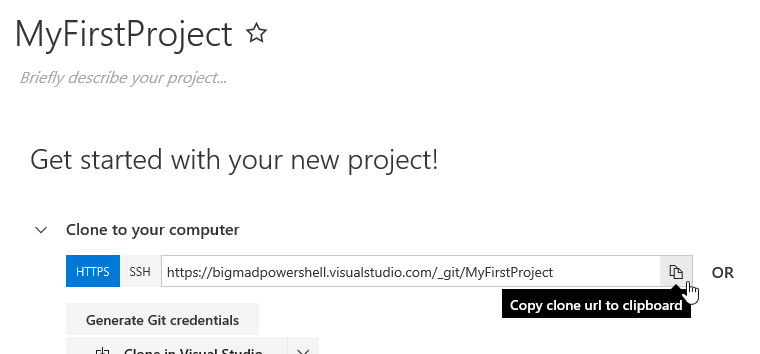 MyFirstProject
Briefly describe your project...
Get started with your new project!
Clone to your computer
HTTPS SSH https://bigmadpowershell.visualstudio.com/_git/MyFirstProject OR
Copy clone url to clipboard
Generate Git credentials
Clone in Visual Studio